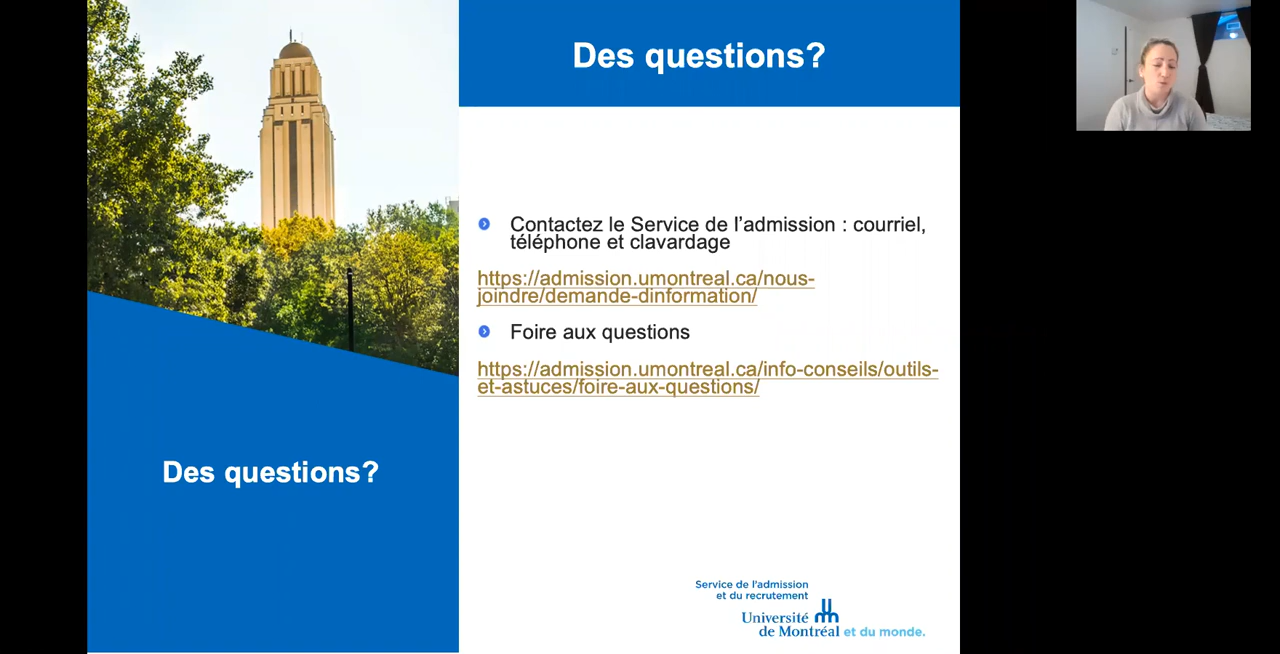 Des questions?
Contactez le Service de l’admission : courriel,
téléphone et clavardage
https://admission.umontreal.ca/nous-
joindre/demande-dinformation/
Foire aux questions
https://admission.umontreal.ca/info-conseils/outils-
et-astuces/foire-aux-questions/
Des questions?
Service de l’admission
et du recrutement
Université
de Montréal et du monde.